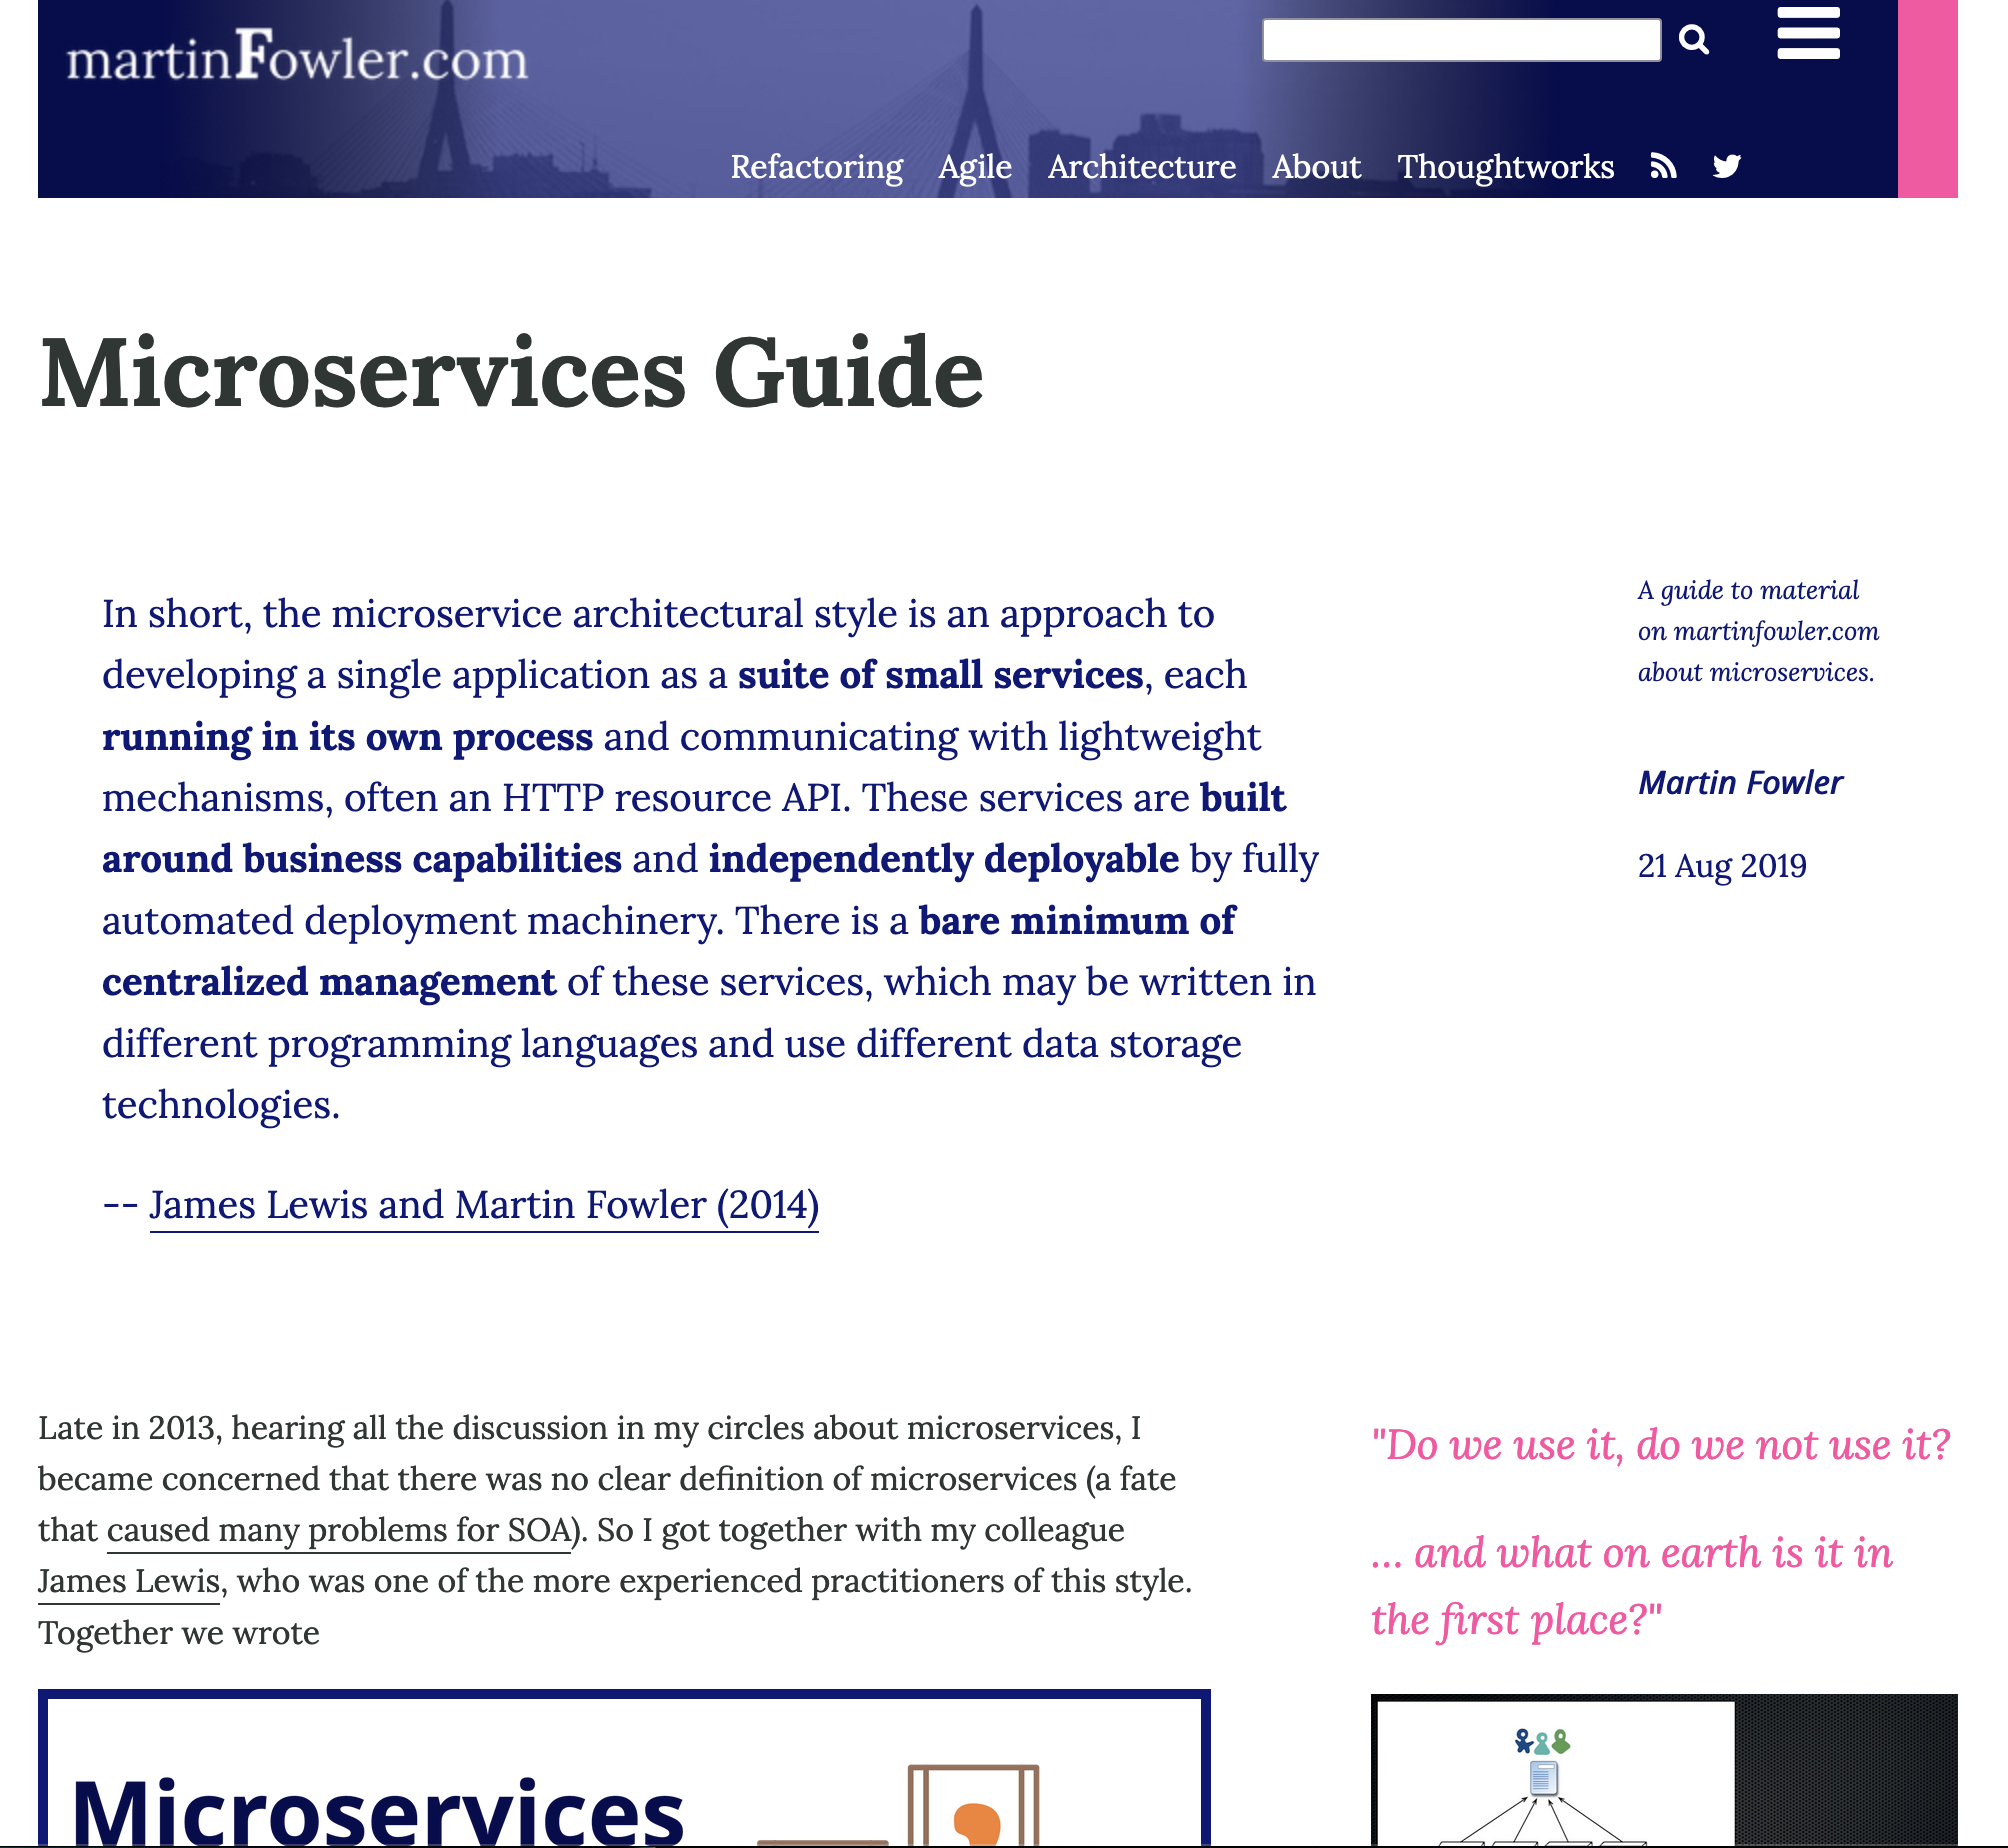 martinFowler.com
Refactoring Agile Architecture About Thoughtworks
Microservices Guide
In short, the microservice architectural style is an approach to
developing a single application as a suite of small services, each
running in its own process and communicating with lightweight
mechanisms, often an HTTP resource API. These services are built
around business capabilities and independently deployable by fully
automated deployment machinery. There is a bare minimum of
centralized management of these services, which may be written in
different programming languages and use different data storage
technologies.
-- James Lewis and Martin Fowler (2014)
A guide to material
on martinfowler.com
about microservices.
Martin Fowler
21 Aug 2019
Late in 2013, hearing all the discussion in my circles about microservices, I
became concerned that there was no clear definition of microservices (a fate
that caused many problems for SOA). So I got together with my colleague
James Lewis, who was one of the more experienced practitioners of this style.
Together we wrote
Microservices
"Do we use it, do we not use it?
... and what on earth is it in
the first place?"